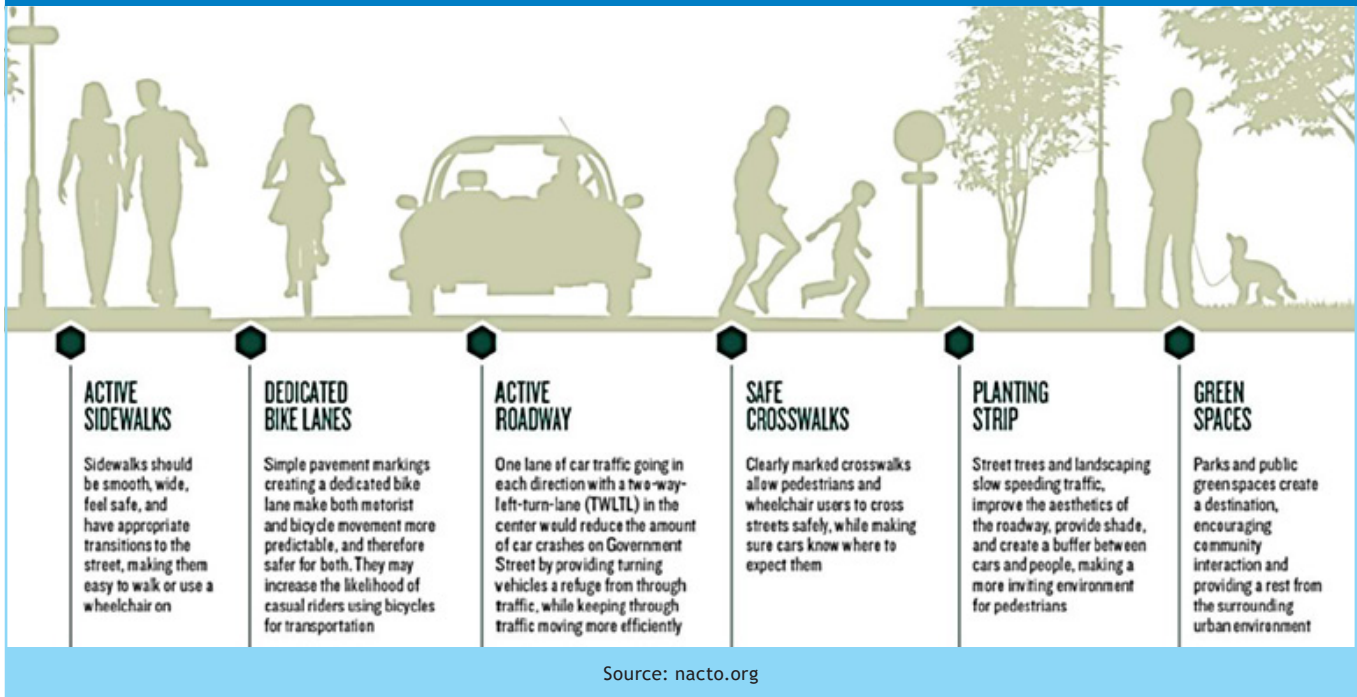 ACTIVE
SIDEWALKS
Sidewalks should
be smooth, wide,
feel safe, and
have appropriate
transitions to the
street, making them
easy to walk or use a
wheelchair on
DEDICATED
BIKE LANES
Simple pavement markings
creating a dedicated bike
lane make both motorist
and bicycle movement more
predictable, and therefore
safer for both. They may
increase the likelihood of
casual riders using bicycles
for transportation
ACTIVE
ROADWAY
One lane of car traffic going in
each direction with a two-way-
left-turn-lane (TWLTL) in the
center would reduce the amount
of car crashes on Government
Street by providing turning
vehicles a refuge from through
traffic, while keeping through
traffic moving more efficiently
SAFE
CROSSWALKS
Clearly marked crosswalks
allow pedestrians and
wheelchair users to cross
streets safely, while making
sure cars know where to
expect them
PLANTING
STRIP
Street trees and landscaping
slow speeding traffic,
improve the aesthetics of
the roadway, provide shade,
and create a buffer between
cars and people, making a
more inviting environment
for pedestrians
GREEN
SPACES
Parks and public
green spaces create
a destination,
encouraging
community
interaction and
providing a rest from
the surrounding
urban environment
Source: nacto.org